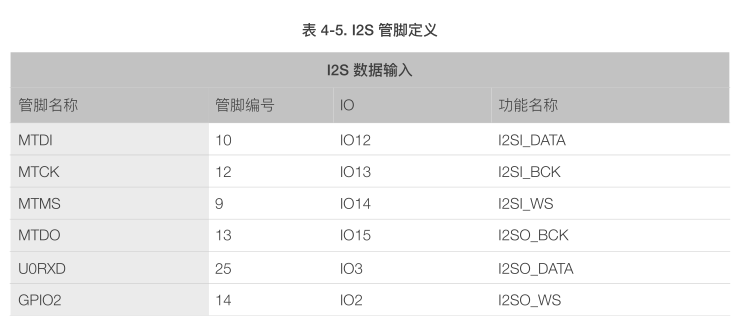 表 4-5. I2S 管脚定义
I2S 数据输入
管脚名称 管脚编号 IO 功能名称
MTDI 10 IO12 I2SI_DATA
MTCK 12 IO13 I2SI_BCK
MTMS 9 IO14 I2SI_WS
MTDO 13 IO15 I2SO_BCK
U0RXD 25 IO3 I2SO_DATA
GPIO2 14 IO2 I2SO_WS